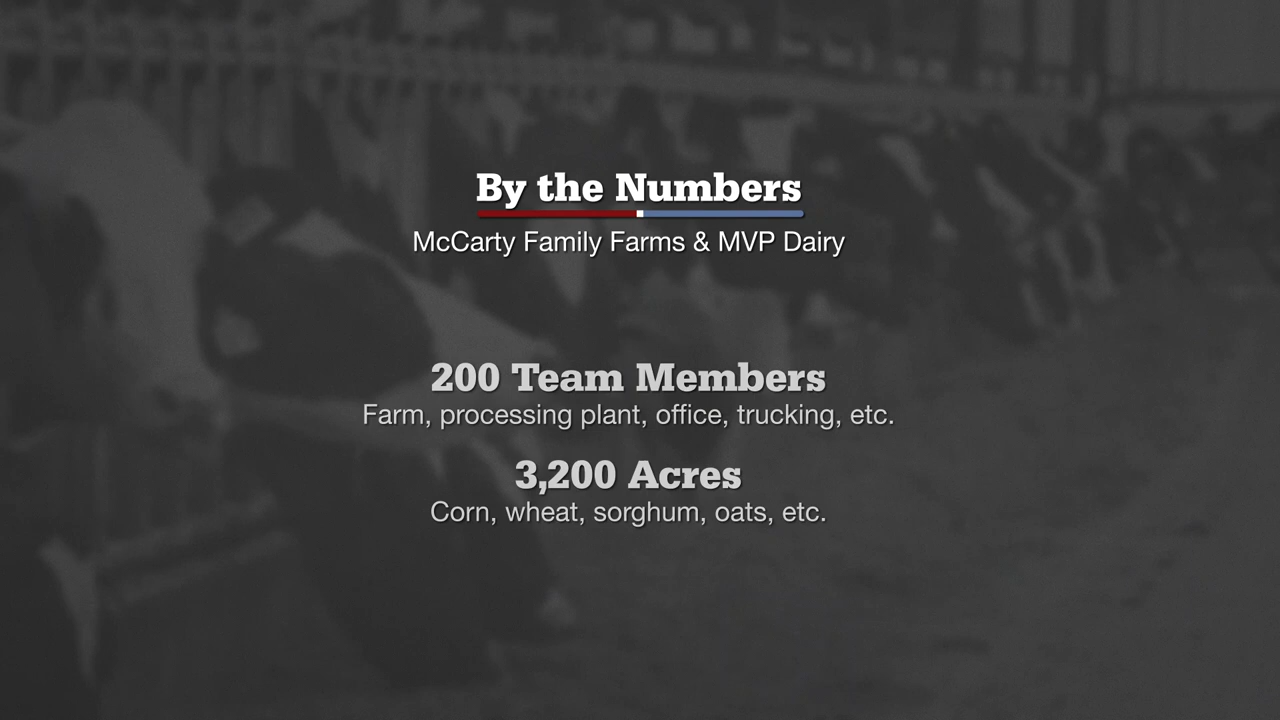 By the Numbers
McCarty Family Farms & MVP Dairy
200 Team Members
Farm, processing plant, office, trucking, etc.
3,200 Acres
Corn, wheat, sorghum, oats, etc.